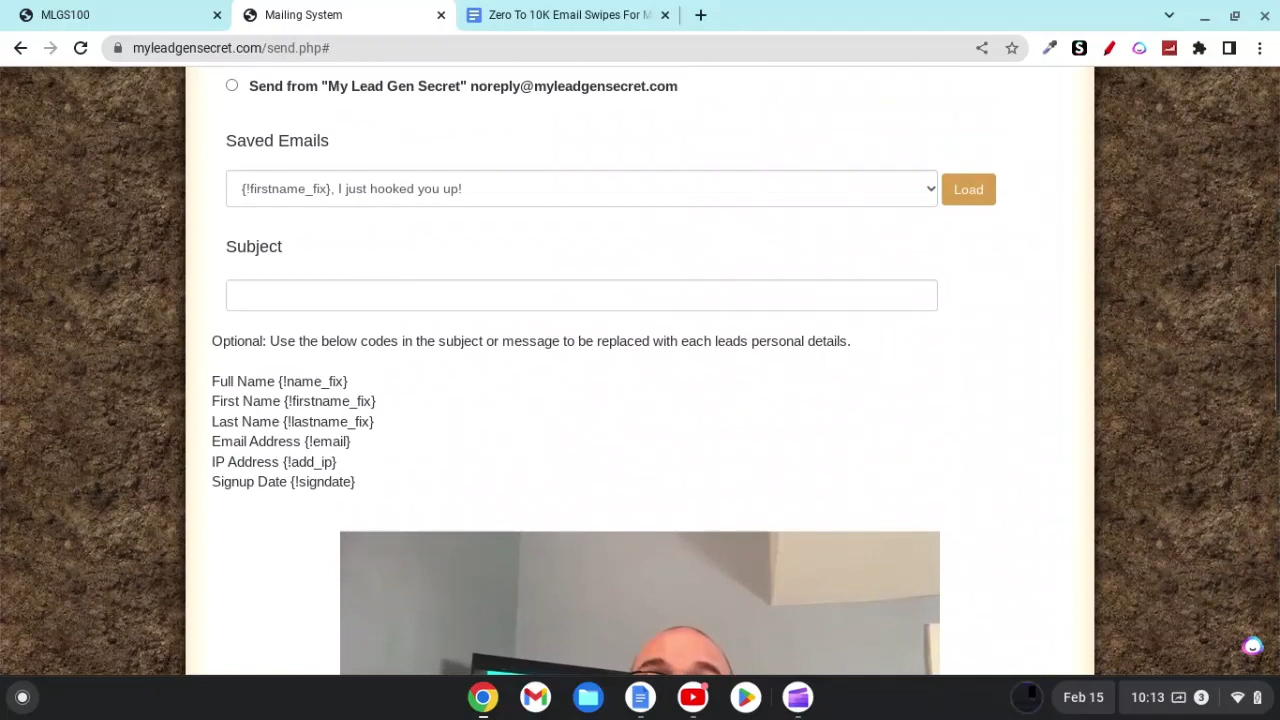 MLGS100
Mailing System
Zero To 10K Email Swipes For M
myleadgensecret.com/send.php#
Send from "My Lead Gen Secret" noreply@myleadgensecret.com
Saved Emails
{!firstname_fix}, I just hooked you up!
Load
Subject
Optional: Use the below codes in the subject or message to be replaced with each leads personal details.
Full Name {!name_fix}
First Name {!firstname_fix}
Last Name {!lastname_fix}
Email Address {!email}
IP Address {!add_ip}
Signup Date {!signdate}
Feb 15
10:13
3